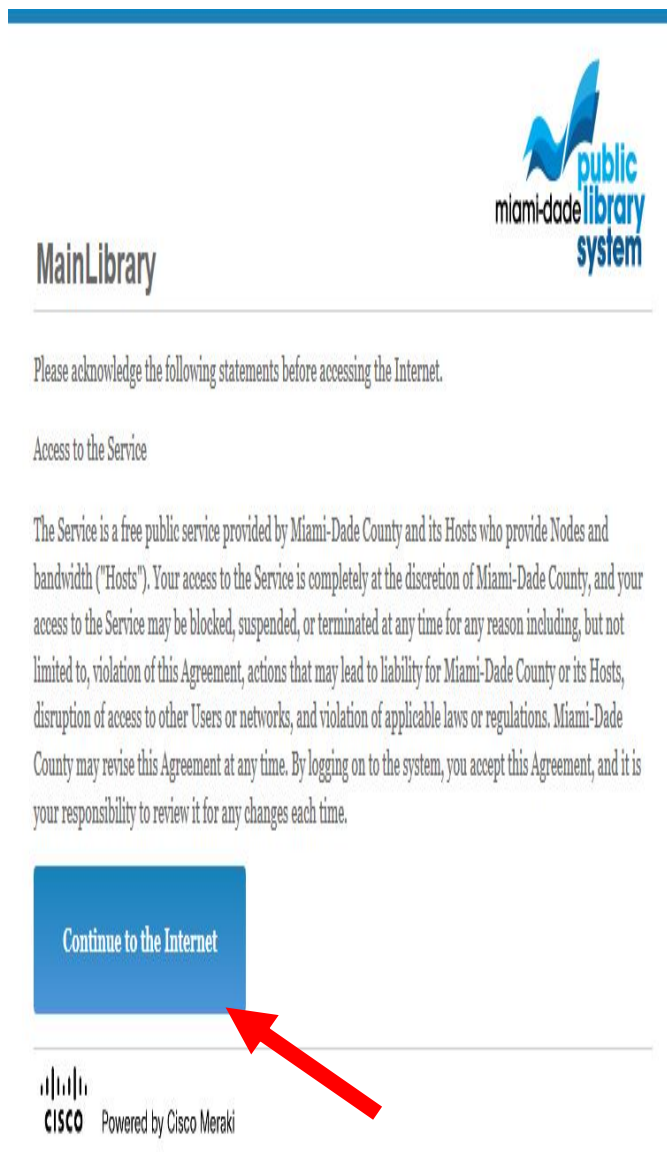 public
miami-dade library
system
MainLibrary
Please acknowledge the following statements before accessing the Internet.
Access to the Service
The Service is a free public service provided by Miami-Dade County and its Hosts who provide Nodes and
bandwidth ("Hosts"). Your access to the Service is completely at the discretion of Miami-Dade County, and your
access to the Service may be blocked, suspended, or terminated at any time for any reason including, but not
limited to, violation of this Agreement, actions that may lead to liability for Miami-Dade County or its Hosts,
disruption of access to other Users or networks, and violation of applicable laws or regulations. Miami-Dade
County may revise this Agreement at any time. By logging on to the system, you accept this Agreement, and it is
your responsibility to review it for any changes each time.
Continue to the Internet
CISCO Powered by Cisco Meraki